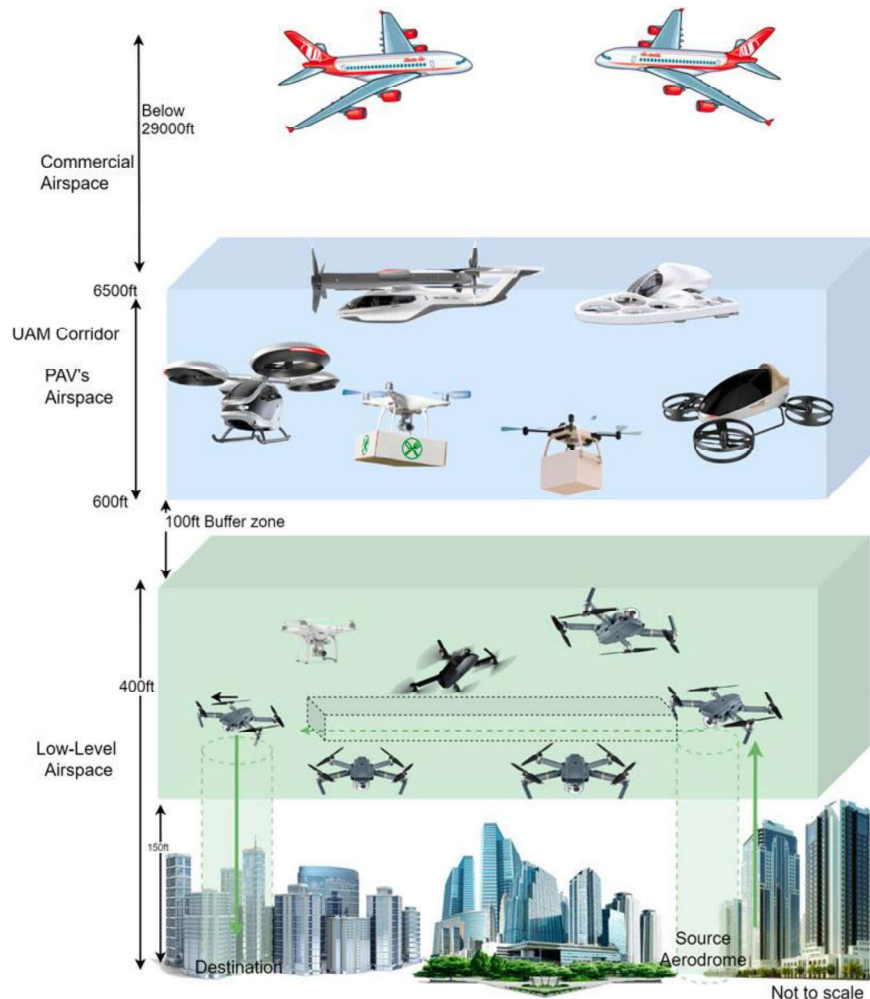 Below
29000ft
Commercial
Airspace
6500ft
UAM Corridor
PAV's
Airspace
600ft
100ft Buffer zone
400ft
Low-Level
Airspace
150ft
Destination
Source
Aerodrome
Not to scale